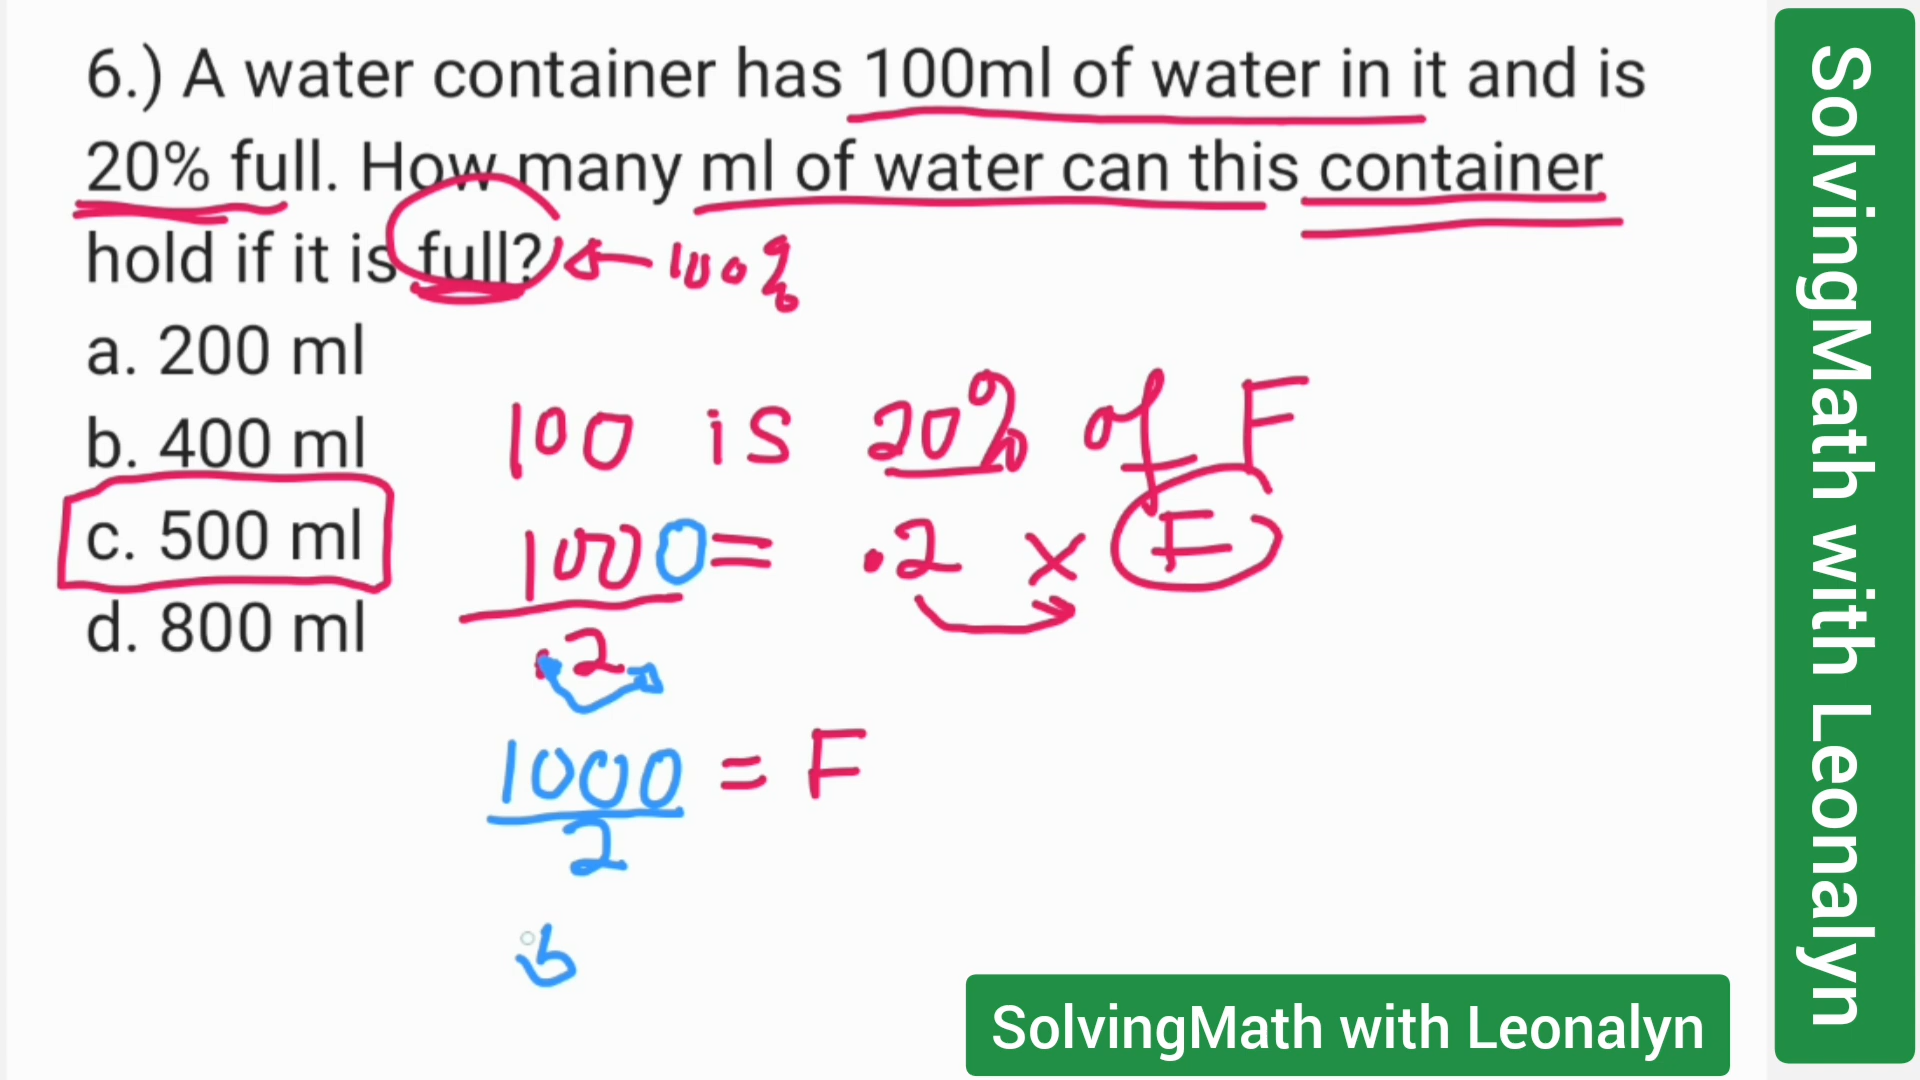 6.) A water container has 100ml of water in it and is
20% full. How many ml of water can this container
hold if it is full? ← 100%
a. 200 ml
b. 400 ml
c. 500 ml
d. 800 ml
100 is 20% of F
1000 = .2 × F
.2
1000 = F
2
5
SolvingMath with Leonalyn
SolvingMath with Leonalyn